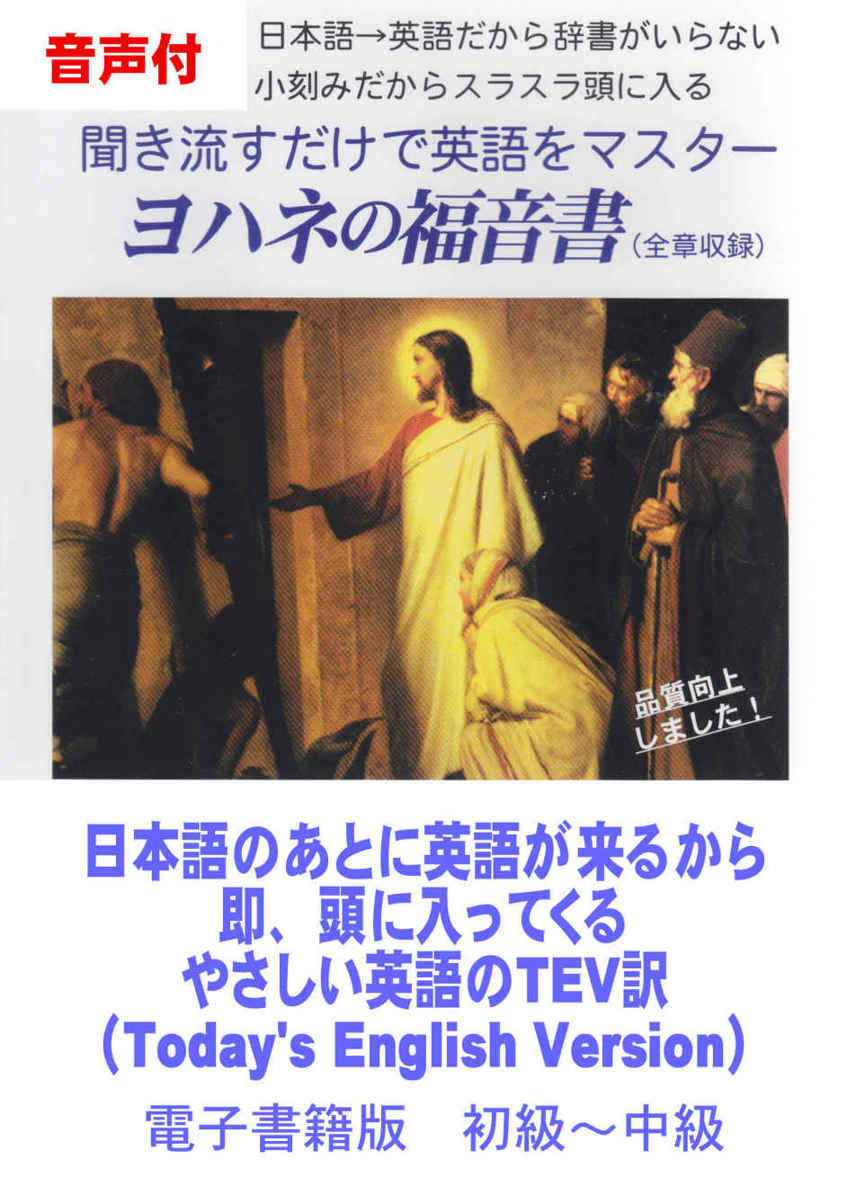 音声付
日本語→英語だから辞書がいらない
小刻みだからスラスラ頭に入る
聞き流すだけで英語をマスター
ヨハネの福音書(全章収録)
品質向上
しました!
日本語のあとに英語が来るから
即、頭に入ってくる
やさしい英語のTEV訳
(Today's English Version)
電子書籍版 初級～中級